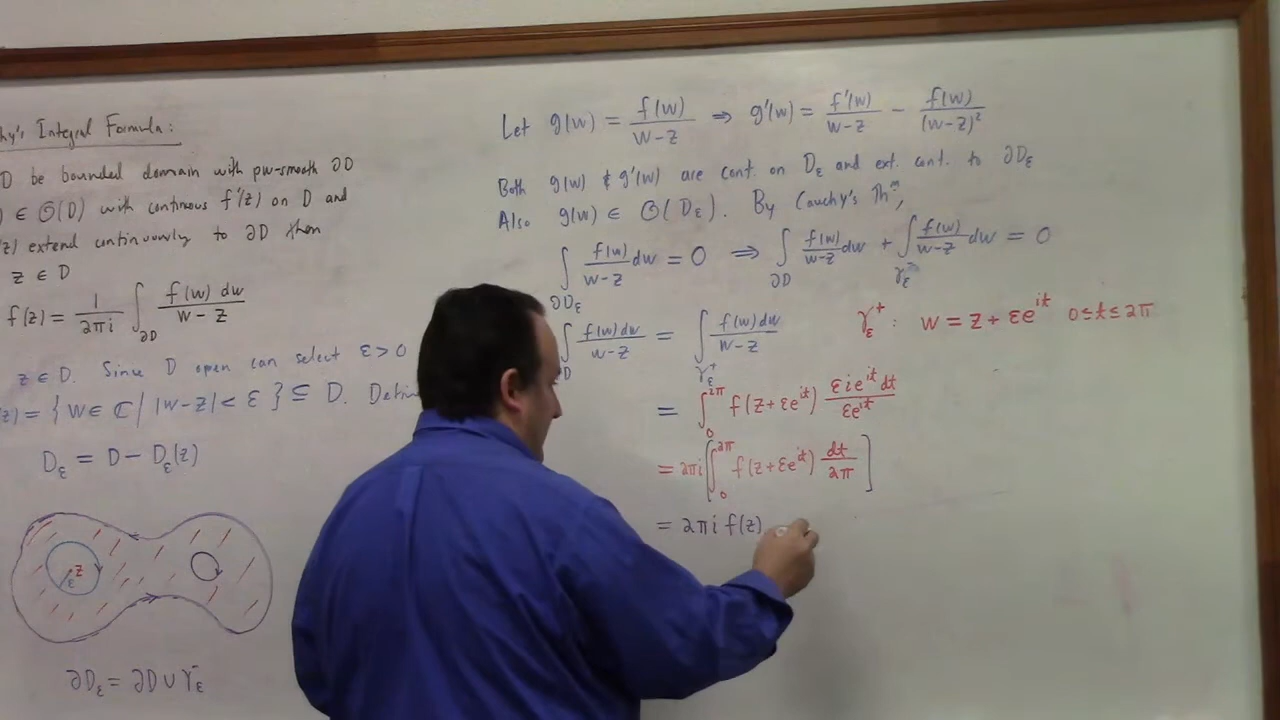 hy's Integral Formula:
D be bounded domain with pw-smooth ∂D
) ∈ O(D) with continuous f'(z) on D and
(z) extend continuously to ∂D then
z ∈ D
f(z) = 1/2πi ∫_∂D f(w) dw / w-z
z ∈ D. Since D open can select ε>0
(z) = { w ∈ ℂ | |w-z| < ε } ⊆ D. Defin
D_ε = D - D_ε(z)
z
ε
∂D_ε = ∂D ∪ γ_ε^-
Let g(w) = f(w)/w-z ⇒ g'(w) = f'(w)/w-z - f(w)/(w-z)²
Both g(w) & g'(w) are cont. on D_ε and ext. cont. to ∂D_ε
Also g(w) ∈ O(D_ε). By Cauchy's Th^m,
∫_∂D_ε f(w)/w-z dw = 0 ⇒ ∫_∂D f(w)/w-z dw + ∫_γ_ε^- f(w)/w-z dw = 0
∫_D f(w)dw/w-z = ∫_γ_ε^+ f(w)dw/w-z
γ_ε^+ : w = z + εe^{it} 0≤t≤2π
= ∫_0^{2π} f(z+εe^{it}) εie^{it}dt/εe^{it}
= 2πi [ ∫_0^{2π} f(z+εe^{it}) dt/2π ]
= 2πi f(z)